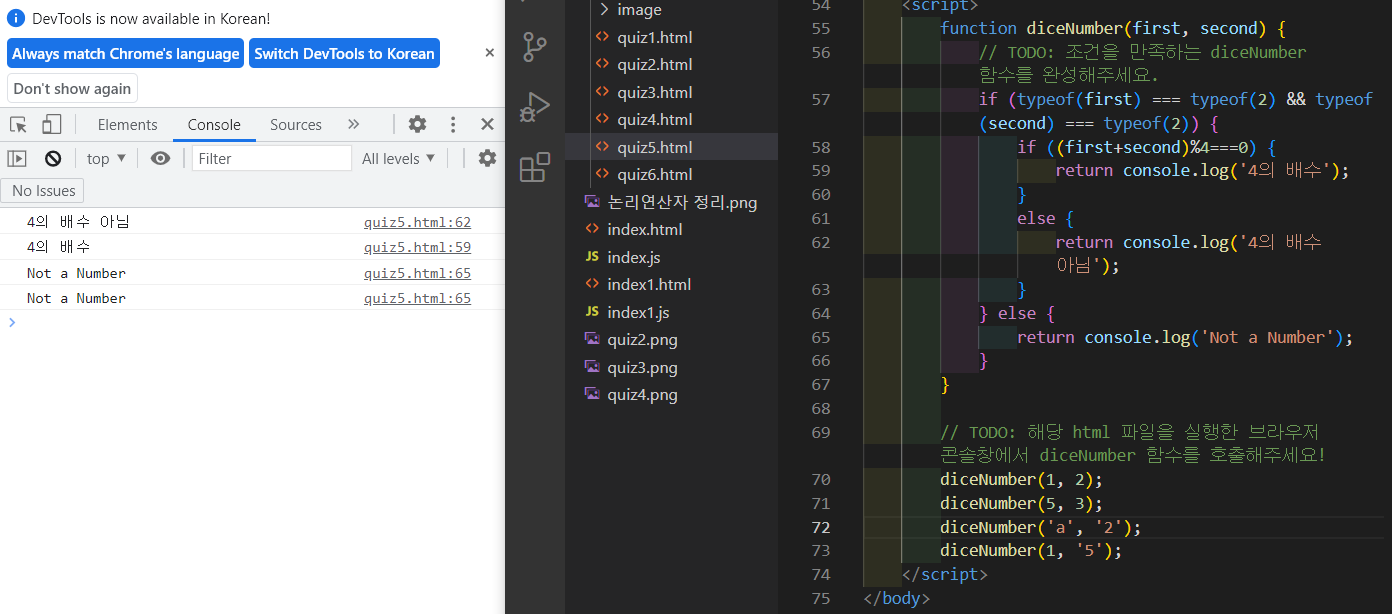 DevTools is now available in Korean!
Always match Chrome's language
Switch DevTools to Korean
Don't show again
Elements
Console
Sources
top
Filter
All levels
No Issues
4의 배수 아님 quiz5.html:62
4의 배수 quiz5.html:59
Not a Number quiz5.html:65
Not a Number quiz5.html:65
image
quiz1.html
quiz2.html
quiz3.html
quiz4.html
quiz5.html
quiz6.html
논리연산자 정리.png
index.html
JS index.js
index1.html
JS index1.js
quiz2.png
quiz3.png
quiz4.png
54 <script>
55 function diceNumber(first, second) {
56 // TODO: 조건을 만족하는 diceNumber
함수를 완성해주세요.
57 if (typeof(first) === typeof(2) && typeof
(second) === typeof(2)) {
58 if ((first+second)%4===0) {
59 return console.log('4의 배수');
60 }
61 else {
62 return console.log('4의 배수
아님');
63 }
64 } else {
65 return console.log('Not a Number');
66 }
67 }
68
69 // TODO: 해당 html 파일을 실행한 브라우저
콘솔창에서 diceNumber 함수를 호출해주세요!
70 diceNumber(1, 2);
71 diceNumber(5, 3);
72 diceNumber('a', '2');
73 diceNumber(1, '5');
74 </script>
75 </body>